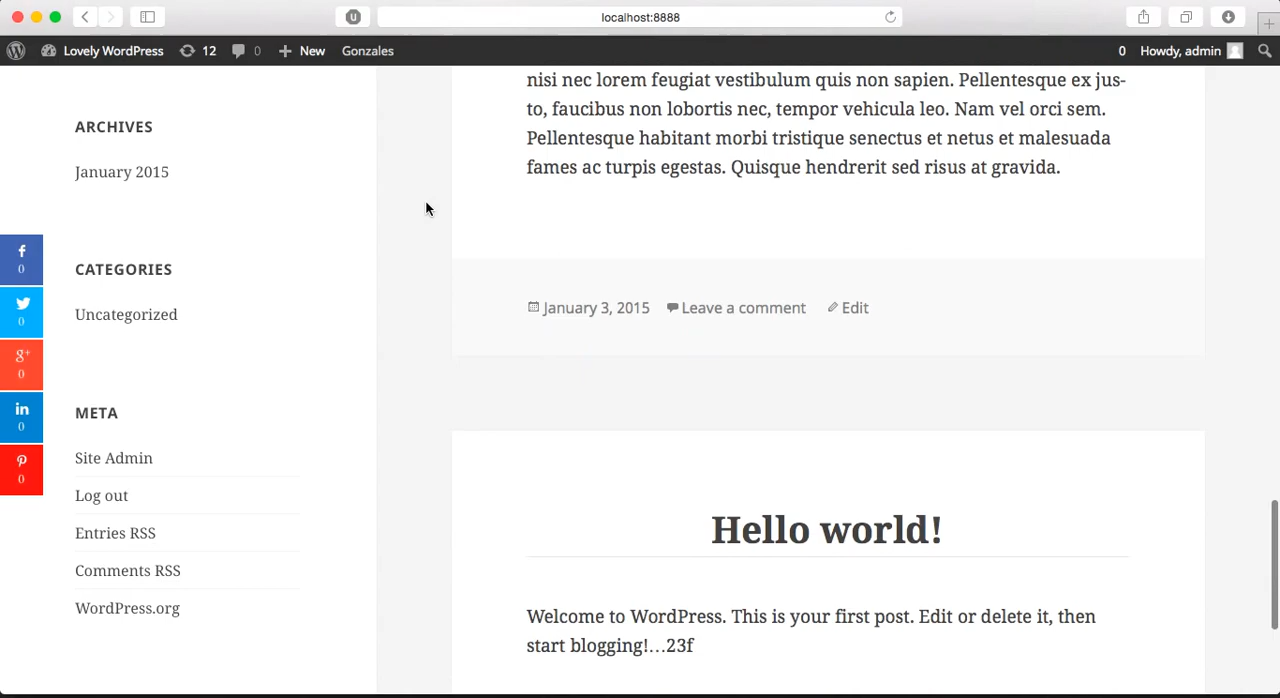 localhost:8888
Lovely WordPress 12 0 New Gonzales 0 Howdy, admin
ARCHIVES
January 2015
CATEGORIES
Uncategorized
META
Site Admin
Log out
Entries RSS
Comments RSS
WordPress.org
f
0
0
g+
0
in
0
0
nisi nec lorem feugiat vestibulum quis non sapien. Pellentesque ex jus-
to, faucibus non lobortis nec, tempor vehicula leo. Nam vel orci sem.
Pellentesque habitant morbi tristique senectus et netus et malesuada
fames ac turpis egestas. Quisque hendrerit sed risus at gravida.
January 3, 2015 Leave a comment Edit
Hello world!
Welcome to WordPress. This is your first post. Edit or delete it, then
start blogging!…23f